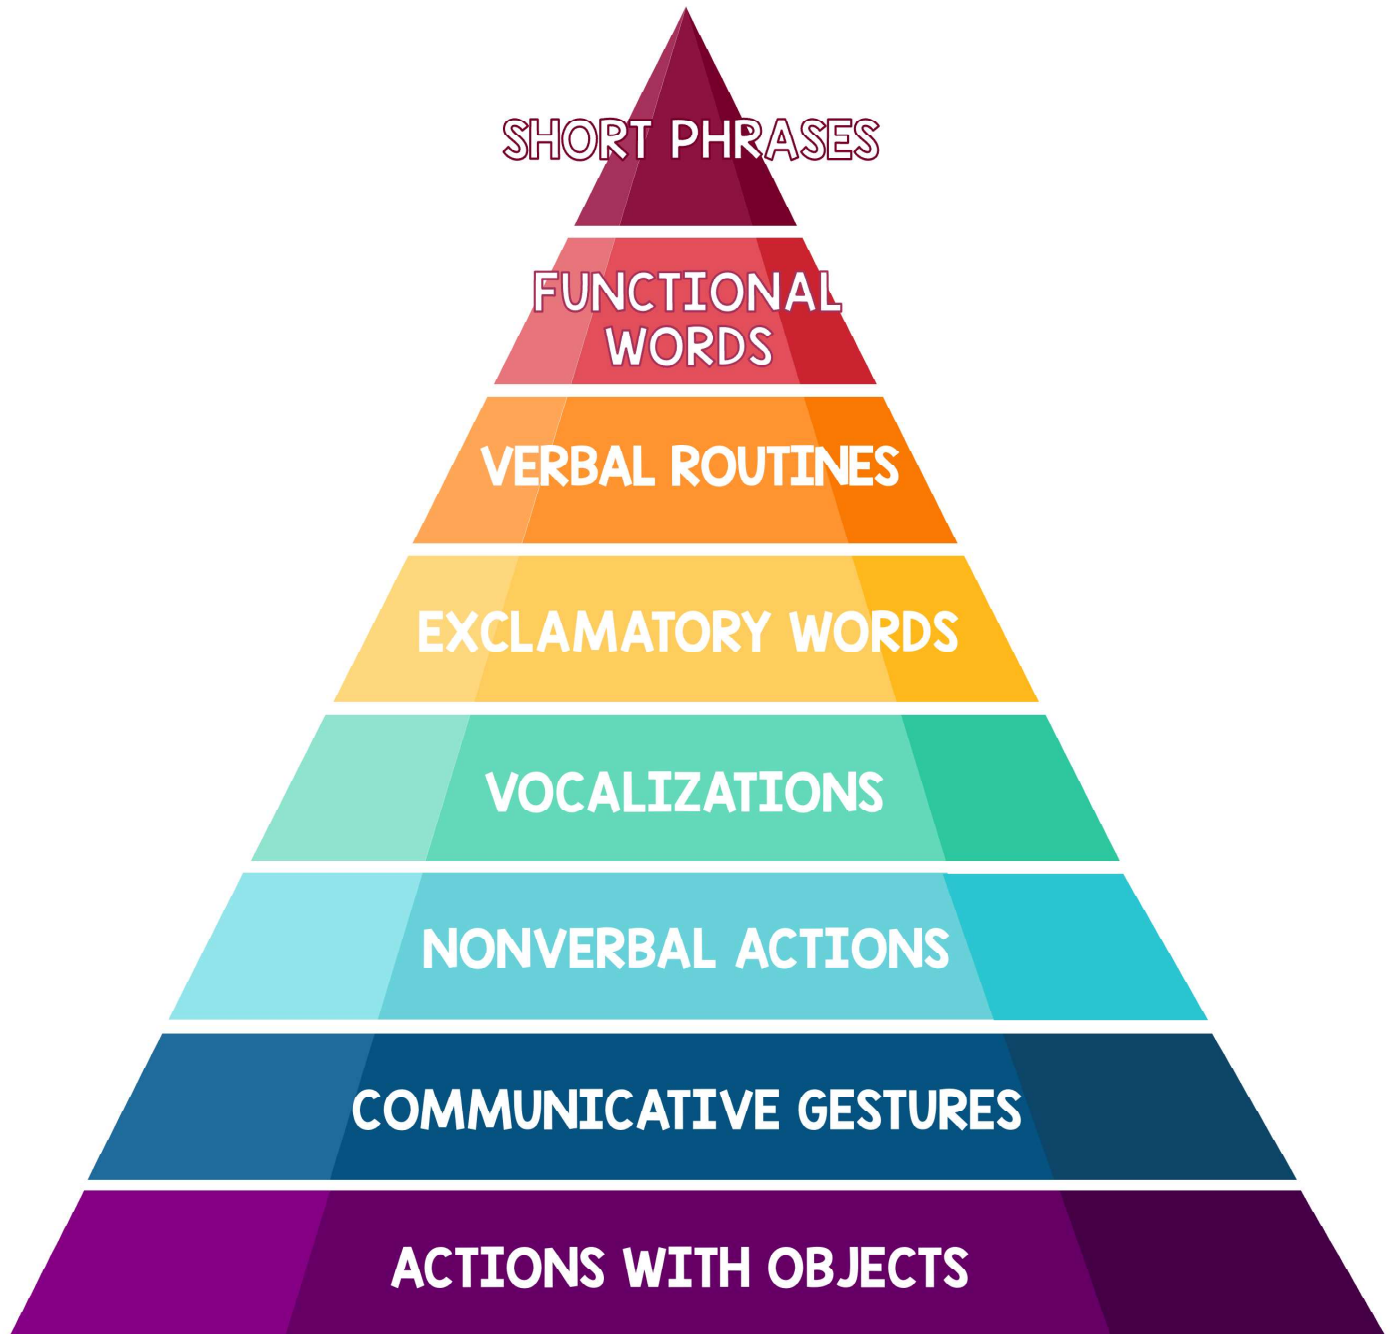 SHORT PHRASES
FUNCTIONAL
WORDS
VERBAL ROUTINES
EXCLAMATORY WORDS
VOCALIZATIONS
NONVERBAL ACTIONS
COMMUNICATIVE GESTURES
ACTIONS WITH OBJECTS